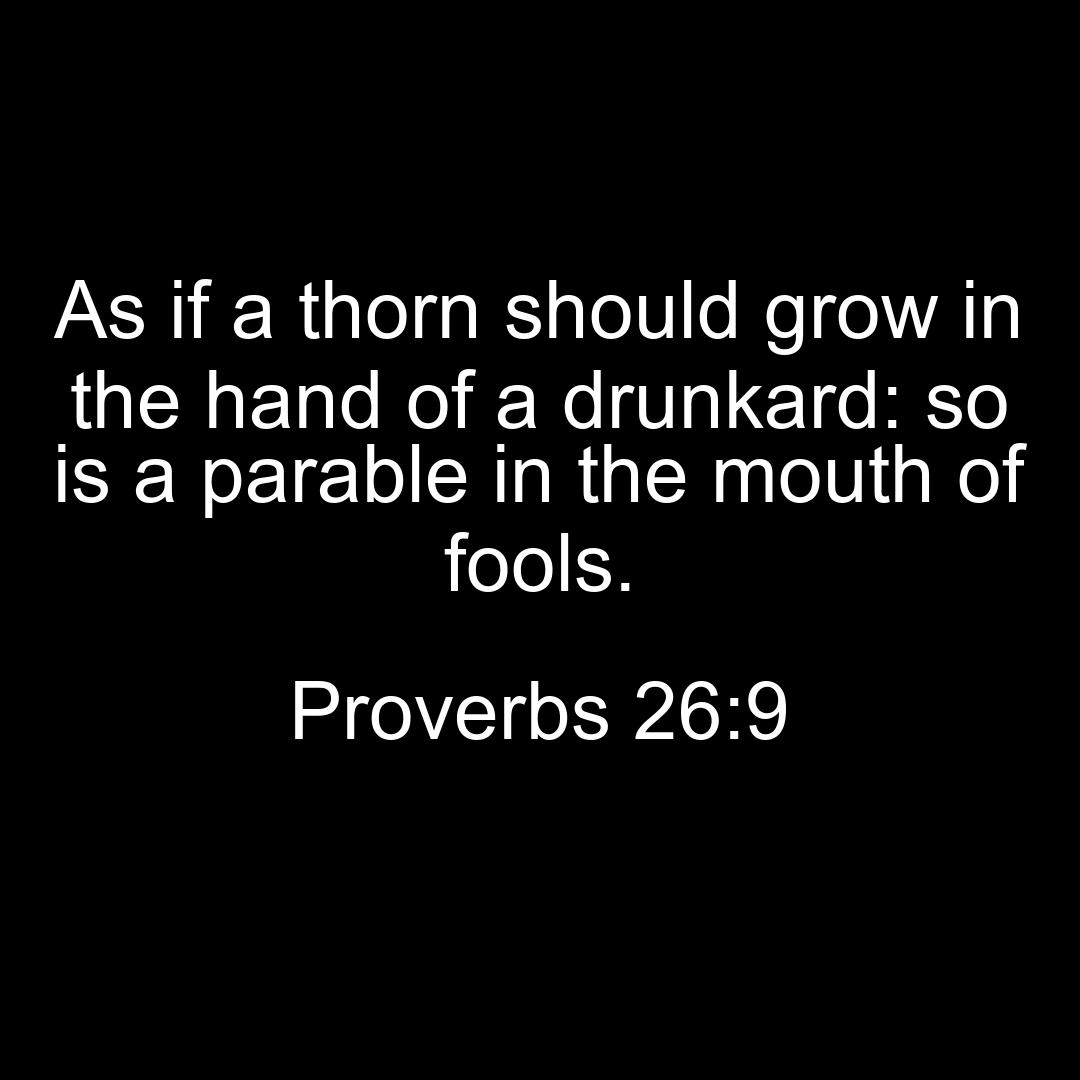 As if a thorn should grow in
the hand of a drunkard: so
is a parable in the mouth of
fools.
Proverbs 26:9